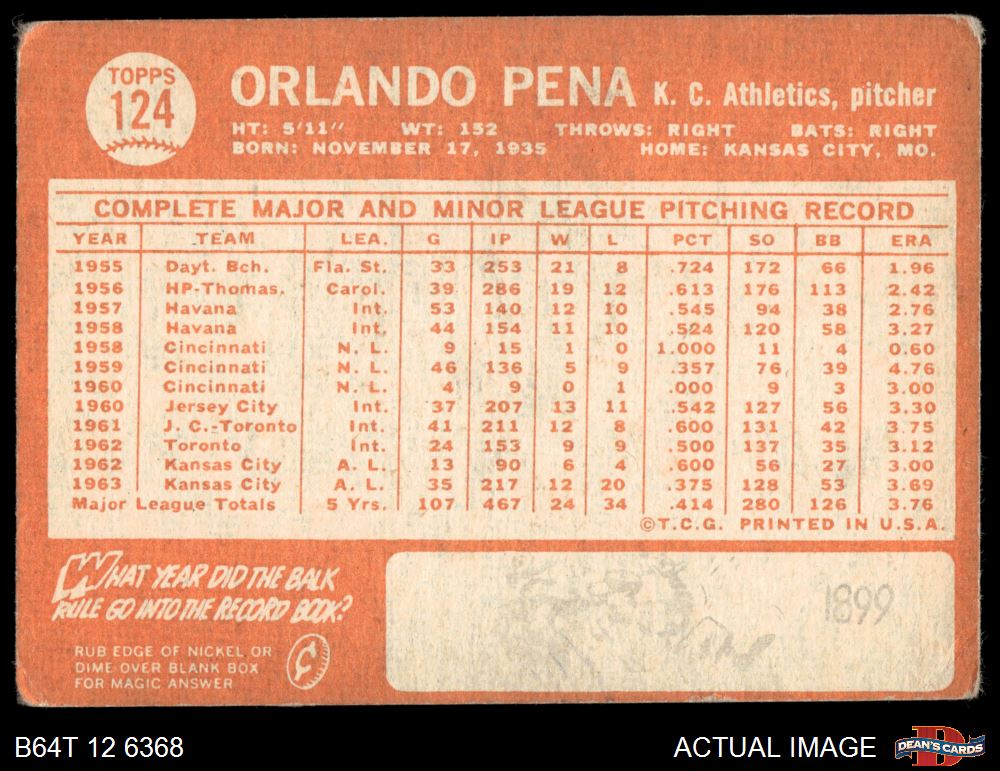 TOPPS
124
ORLANDO PENA K. C. Athletics, pitcher
HT: 5'11" WT: 152 THROWS: RIGHT BATS: RIGHT
BORN: NOVEMBER 17, 1935 HOME: KANSAS CITY, MO.
COMPLETE MAJOR AND MINOR LEAGUE PITCHING RECORD
YEAR TEAM LEA. G IP W L PCT SO BB ERA
1955 Dayt. Bch. Fla. St. 33 253 21 8 .724 172 66 1.96
1956 HP-Thomas. Carol. 39 286 19 12 .613 176 113 2.42
1957 Havana Int. 53 140 12 10 .545 94 38 2.76
1958 Havana Int. 44 154 11 10 .524 120 58 3.27
1958 Cincinnati N. L. 9 15 1 0 1.000 11 4 0.60
1959 Cincinnati N. L. 46 136 5 9 .357 76 39 4.76
1960 Cincinnati N. L. 4 9 0 1 .000 9 3 3.00
1960 Jersey City Int. 37 207 13 11 .542 127 56 3.30
1961 J. C.-Toronto Int. 41 211 12 8 .600 131 42 3.75
1962 Toronto Int. 24 153 9 9 .500 137 35 3.12
1962 Kansas City A. L. 13 90 6 4 .600 56 27 3.00
1963 Kansas City A. L. 35 217 12 20 .375 128 53 3.69
Major League Totals 5 Yrs. 107 467 24 34 .414 280 126 3.76
©T.C.G. PRINTED IN U.S.A.
WHAT YEAR DID THE BALK
RULE GO INTO THE RECORD BOOK?
RUB EDGE OF NICKEL OR
DIME OVER BLANK BOX
FOR MAGIC ANSWER
¢
1899
B64T 12 6368 ACTUAL IMAGE
D
DEAN'S CARDS